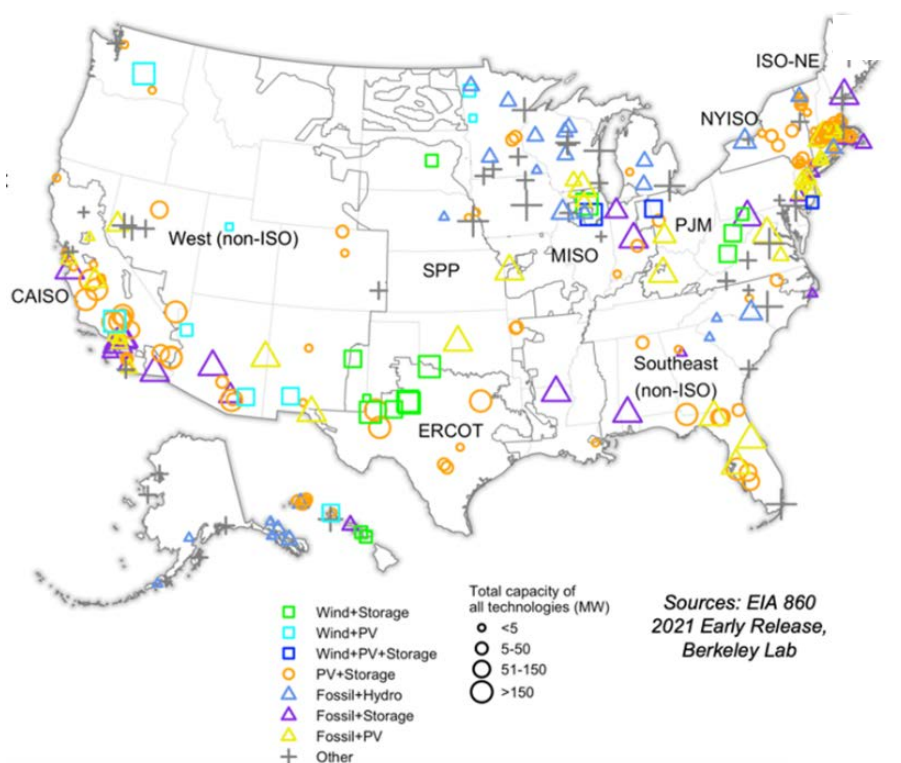 ISO-NE
NYISO
West (non-ISO)
PJM
MISO
SPP
CAISO
Southeast
(non-ISO)
ERCOT
Total capacity of
all technologies (MW)
<5
5-50
51-150
>150
Wind+Storage
Wind+PV
Wind+PV+Storage
PV+Storage
Fossil+Hydro
Fossil+Storage
Fossil+PV
Other
Sources: EIA 860
2021 Early Release,
Berkeley Lab